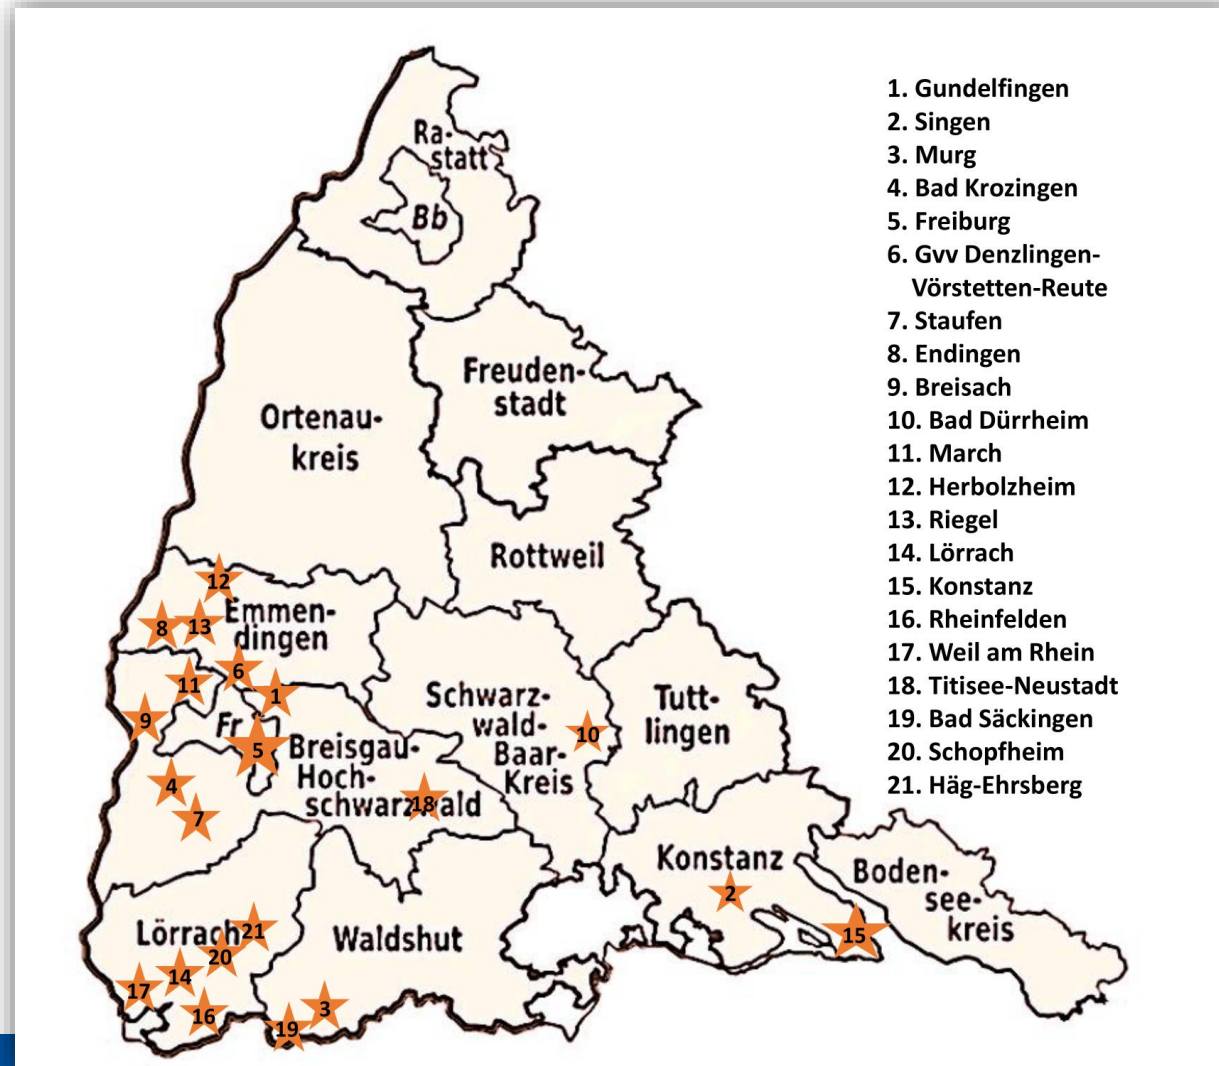 1. Gundelfingen
2. Singen
3. Murg
4. Bad Krozingen
5. Freiburg
6. Gvv Denzlingen-
Vörstetten-Reute
7. Staufen
8. Endingen
9. Breisach
10. Bad Dürrheim
11. March
12. Herbolzheim
13. Riegel
14. Lörrach
15. Konstanz
16. Rheinfelden
17. Weil am Rhein
18. Titisee-Neustadt
19. Bad Säckingen
20. Schopfheim
21. Häg-Ehrsberg
Ra-
statt
Bb
Freuden-
stadt
Ortenau-
kreis
Rottweil
12
Emmen-
dingen
8
13
6
11
1
9
Fr
5
Schwarz-
wald-
Baar-
Kreis
10
Tutt-
lingen
Breisgau-
Hoch-
schwarzwald
18
4
7
Konstanz
2
15
Boden-
see-
kreis
Lörrach
21
20
14
17
16
Waldshut
3
19